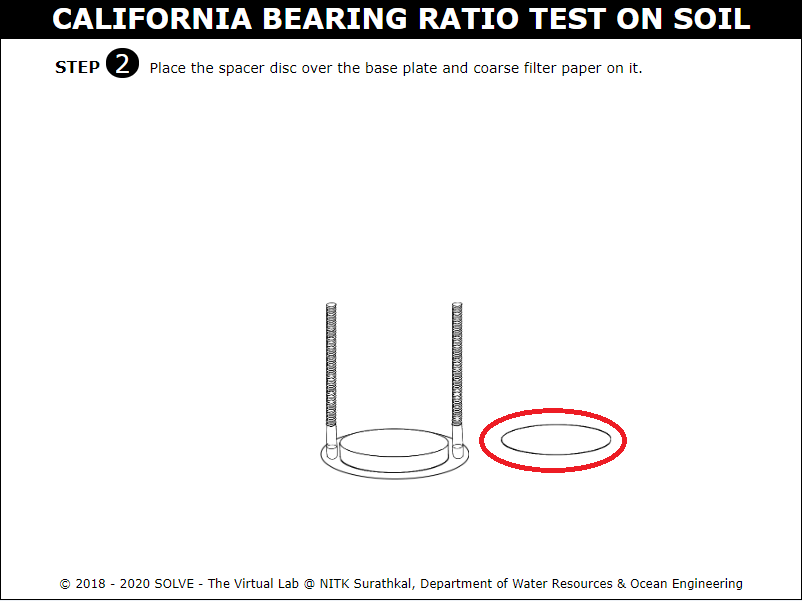 CALIFORNIA BEARING RATIO TEST ON SOIL
STEP 2 Place the spacer disc over the base plate and coarse filter paper on it.
© 2018 - 2020 SOLVE - The Virtual Lab @ NITK Surathkal, Department of Water Resources & Ocean Engineering